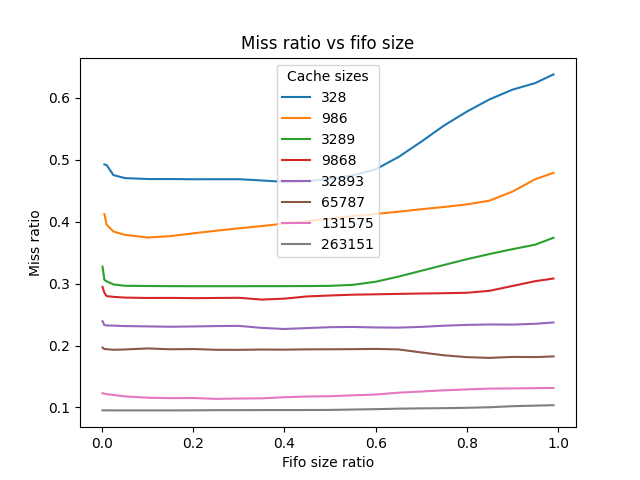 Miss ratio vs fifo size
Cache sizes
328
986
3289
9868
32893
65787
131575
263151
Miss ratio
0.6
0.5
0.4
0.3
0.2
0.1
0.0 0.2 0.4 0.6 0.8 1.0
Fifo size ratio